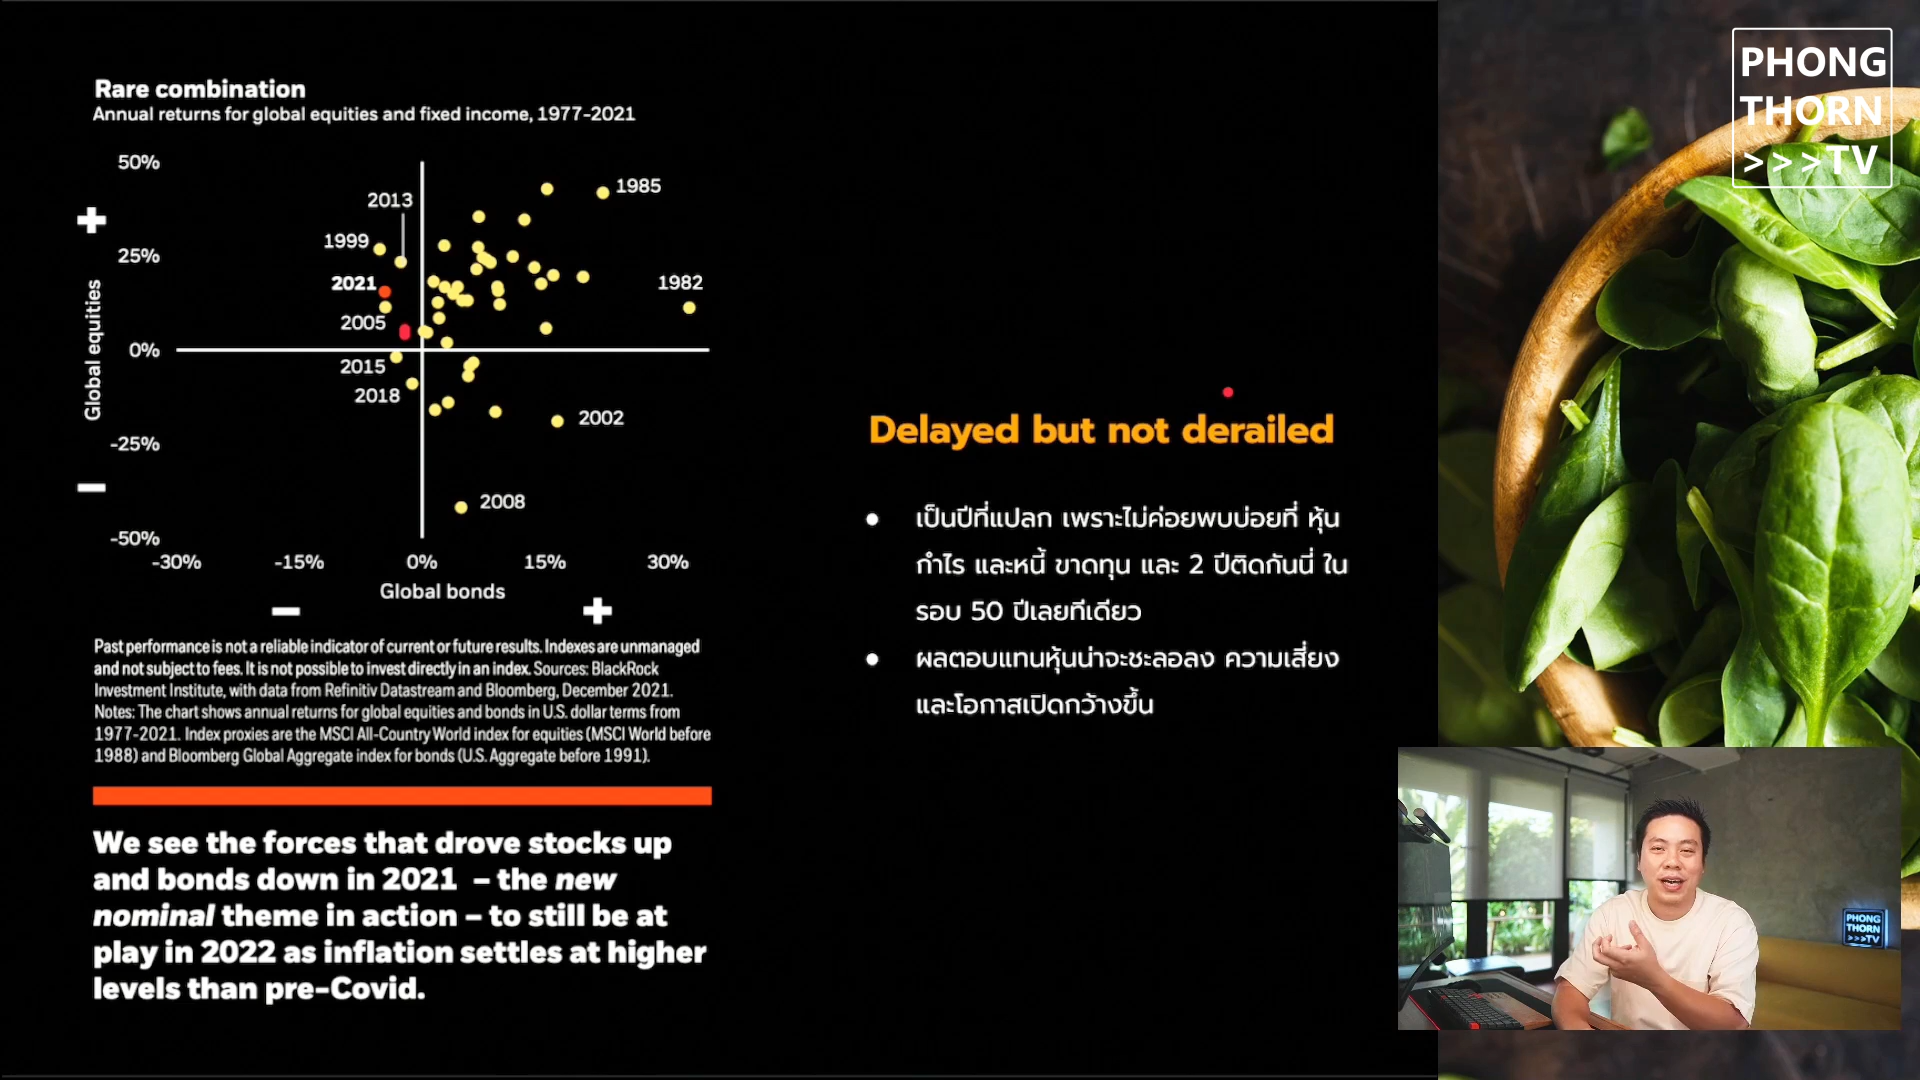 Rare combination
Annual returns for global equities and fixed income, 1977-2021
50%
25%
0%
-25%
-50%
Global equities
2013
1985
1999
2021
1982
2005
2015
2018
2002
2008
-30%
-15%
0%
15%
30%
Global bonds
Past performance is not a reliable indicator of current or future results. Indexes are unmanaged
and not subject to fees. It is not possible to invest directly in an index. Sources: BlackRock
Investment Institute, with data from Refinitiv Datastream and Bloomberg, December 2021.
Notes: The chart shows annual returns for global equities and bonds in U.S. dollar terms from
1977-2021. Index proxies are the MSCI All-Country World index for equities (MSCI World before
1988) and Bloomberg Global Aggregate index for bonds (U.S. Aggregate before 1991).
We see the forces that drove stocks up
and bonds down in 2021 – the new
nominal theme in action – to still be at
play in 2022 as inflation settles at higher
levels than pre-Covid.
Delayed but not derailed
เป็นปีที่แปลก เพราะไม่ค่อยพบบ่อยที่ หุ้น
กำไร และหนี้ ขาดทุน และ 2 ปีติดกันนี่ ใน
รอบ 50 ปีเลยทีเดียว
ผลตอบแทนหุ้นน่าจะชะลอลง ความเสี่ยง
และโอกาสเปิดกว้างขึ้น
PHONG
THORN
>>>TV
PHONG
THORN
>>>TV